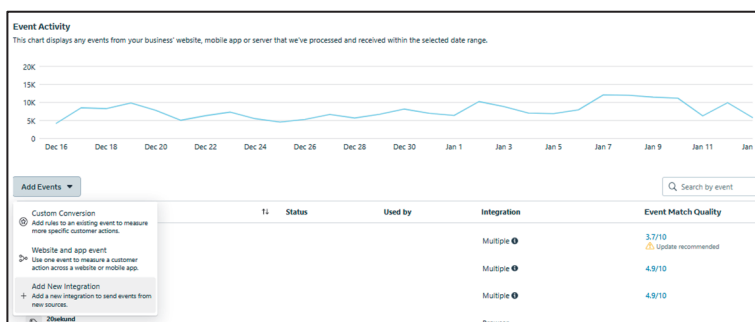 Event Activity
This chart displays any events from your business' website, mobile app or server that we've processed and received within the selected date range.
20K
15K
10K
5K
0
Dec 16 Dec 18 Dec 20 Dec 22 Dec 24 Dec 26 Dec 28 Dec 30 Jan 1 Jan 3 Jan 5 Jan 7 Jan 9 Jan 11 Jan
Add Events
Search by event
Status Used by Integration Event Match Quality
Custom Conversion
Add rules to an existing event to measure
more specific customer actions.
Multiple
3.7/10
Update recommended
Website and app event
Use one event to measure a customer
action across a website or mobile app.
Multiple
4.9/10
Add New Integration
Add a new integration to send events from
new sources.
Multiple
4.9/10
20sekund